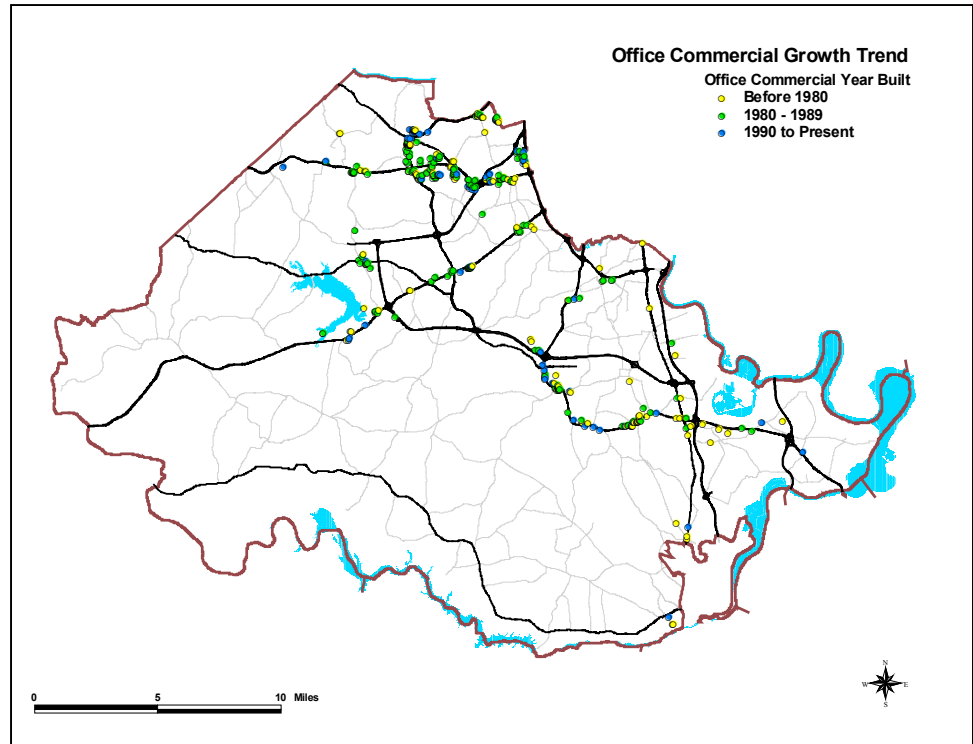 Office Commercial Growth Trend
Office Commercial Year Built
Before 1980
1980 - 1989
1990 to Present
N
W E
S
0 5 10 Miles